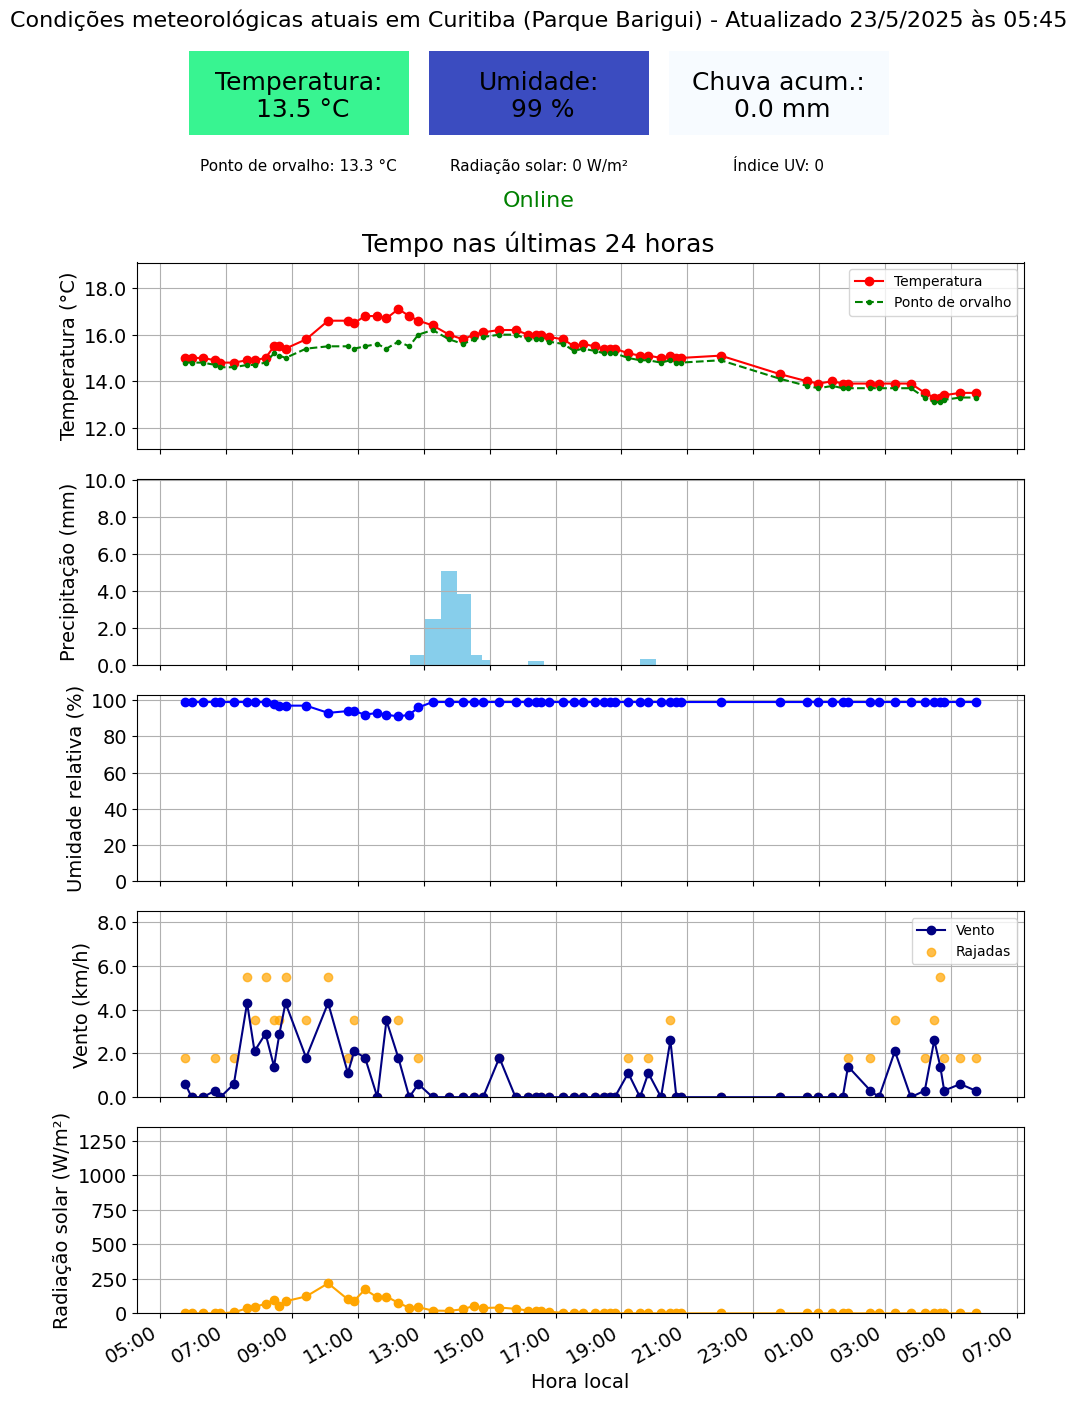 Condições meteorológicas atuais em Curitiba (Parque Barigui) - Atualizado 23/5/2025 às 05:45
Temperatura:
13.5 °C
Umidade:
99 %
Chuva acum.:
0.0 mm
Ponto de orvalho: 13.3 °C
Radiação solar: 0 W/m²
Índice UV: 0
Online
Tempo nas últimas 24 horas
Temperatura (°C)
18.0
16.0
14.0
12.0
Temperatura
Ponto de orvalho
Precipitação (mm)
10.0
8.0
6.0
4.0
2.0
0.0
Umidade relativa (%)
100
80
60
40
20
0
Vento (km/h)
8.0
6.0
4.0
2.0
0.0
Vento
Rajadas
Radiação solar (W/m²)
1250
1000
750
500
250
0
05:00
07:00
09:00
11:00
13:00
15:00
17:00
19:00
21:00
23:00
01:00
03:00
05:00
07:00
Hora local